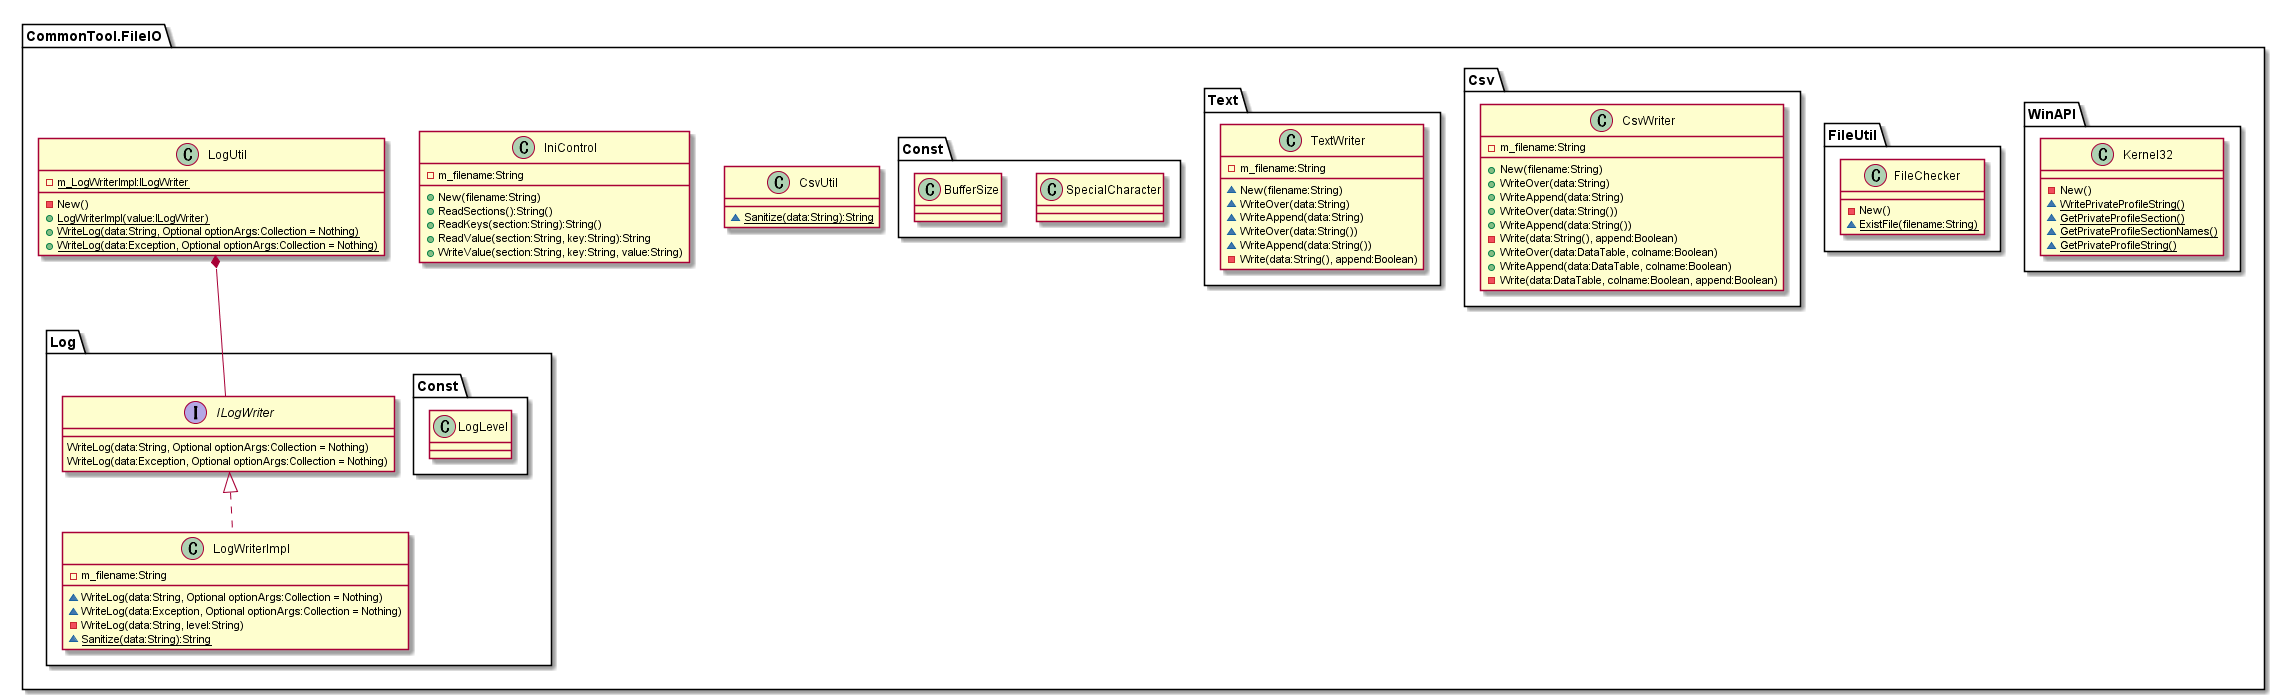 CommonTool.FileIO
C LogUtil
m_LogWriterImpl:ILogWriter
New()
LogWriterImpl(value:ILogWriter)
WriteLog(data:String, Optional optionArgs:Collection = Nothing)
WriteLog(data:Exception, Optional optionArgs:Collection = Nothing)
C IniControl
m_filename:String
New(filename:String)
ReadSections():String()
ReadKeys(section:String):String()
ReadValue(section:String, key:String):String
WriteValue(section:String, key:String, value:String)
C CsvUtil
Sanitize(data:String):String
Const
C BufferSize
C SpecialCharacter
Text
C TextWriter
m_filename:String
New(filename:String)
WriteOver(data:String)
WriteAppend(data:String)
WriteOver(data:String())
WriteAppend(data:String())
Write(data:String(), append:Boolean)
Csv
C CsvWriter
m_filename:String
New(filename:String)
WriteOver(data:String)
WriteAppend(data:String)
WriteOver(data:String())
WriteAppend(data:String())
Write(data:String(), append:Boolean)
WriteOver(data:DataTable, colname:Boolean)
WriteAppend(data:DataTable, colname:Boolean)
Write(data:DataTable, colname:Boolean, append:Boolean)
FileUtil
C FileChecker
New()
ExistFile(filename:String)
WinAPI
C Kernel32
New()
WritePrivateProfileString()
GetPrivateProfileSection()
GetPrivateProfileSectionNames()
GetPrivateProfileString()
Log
I ILogWriter
WriteLog(data:String, Optional optionArgs:Collection = Nothing)
WriteLog(data:Exception, Optional optionArgs:Collection = Nothing)
Const
C LogLevel
C LogWriterImpl
m_filename:String
WriteLog(data:String, Optional optionArgs:Collection = Nothing)
WriteLog(data:Exception, Optional optionArgs:Collection = Nothing)
WriteLog(data:String, level:String)
Sanitize(data:String):String